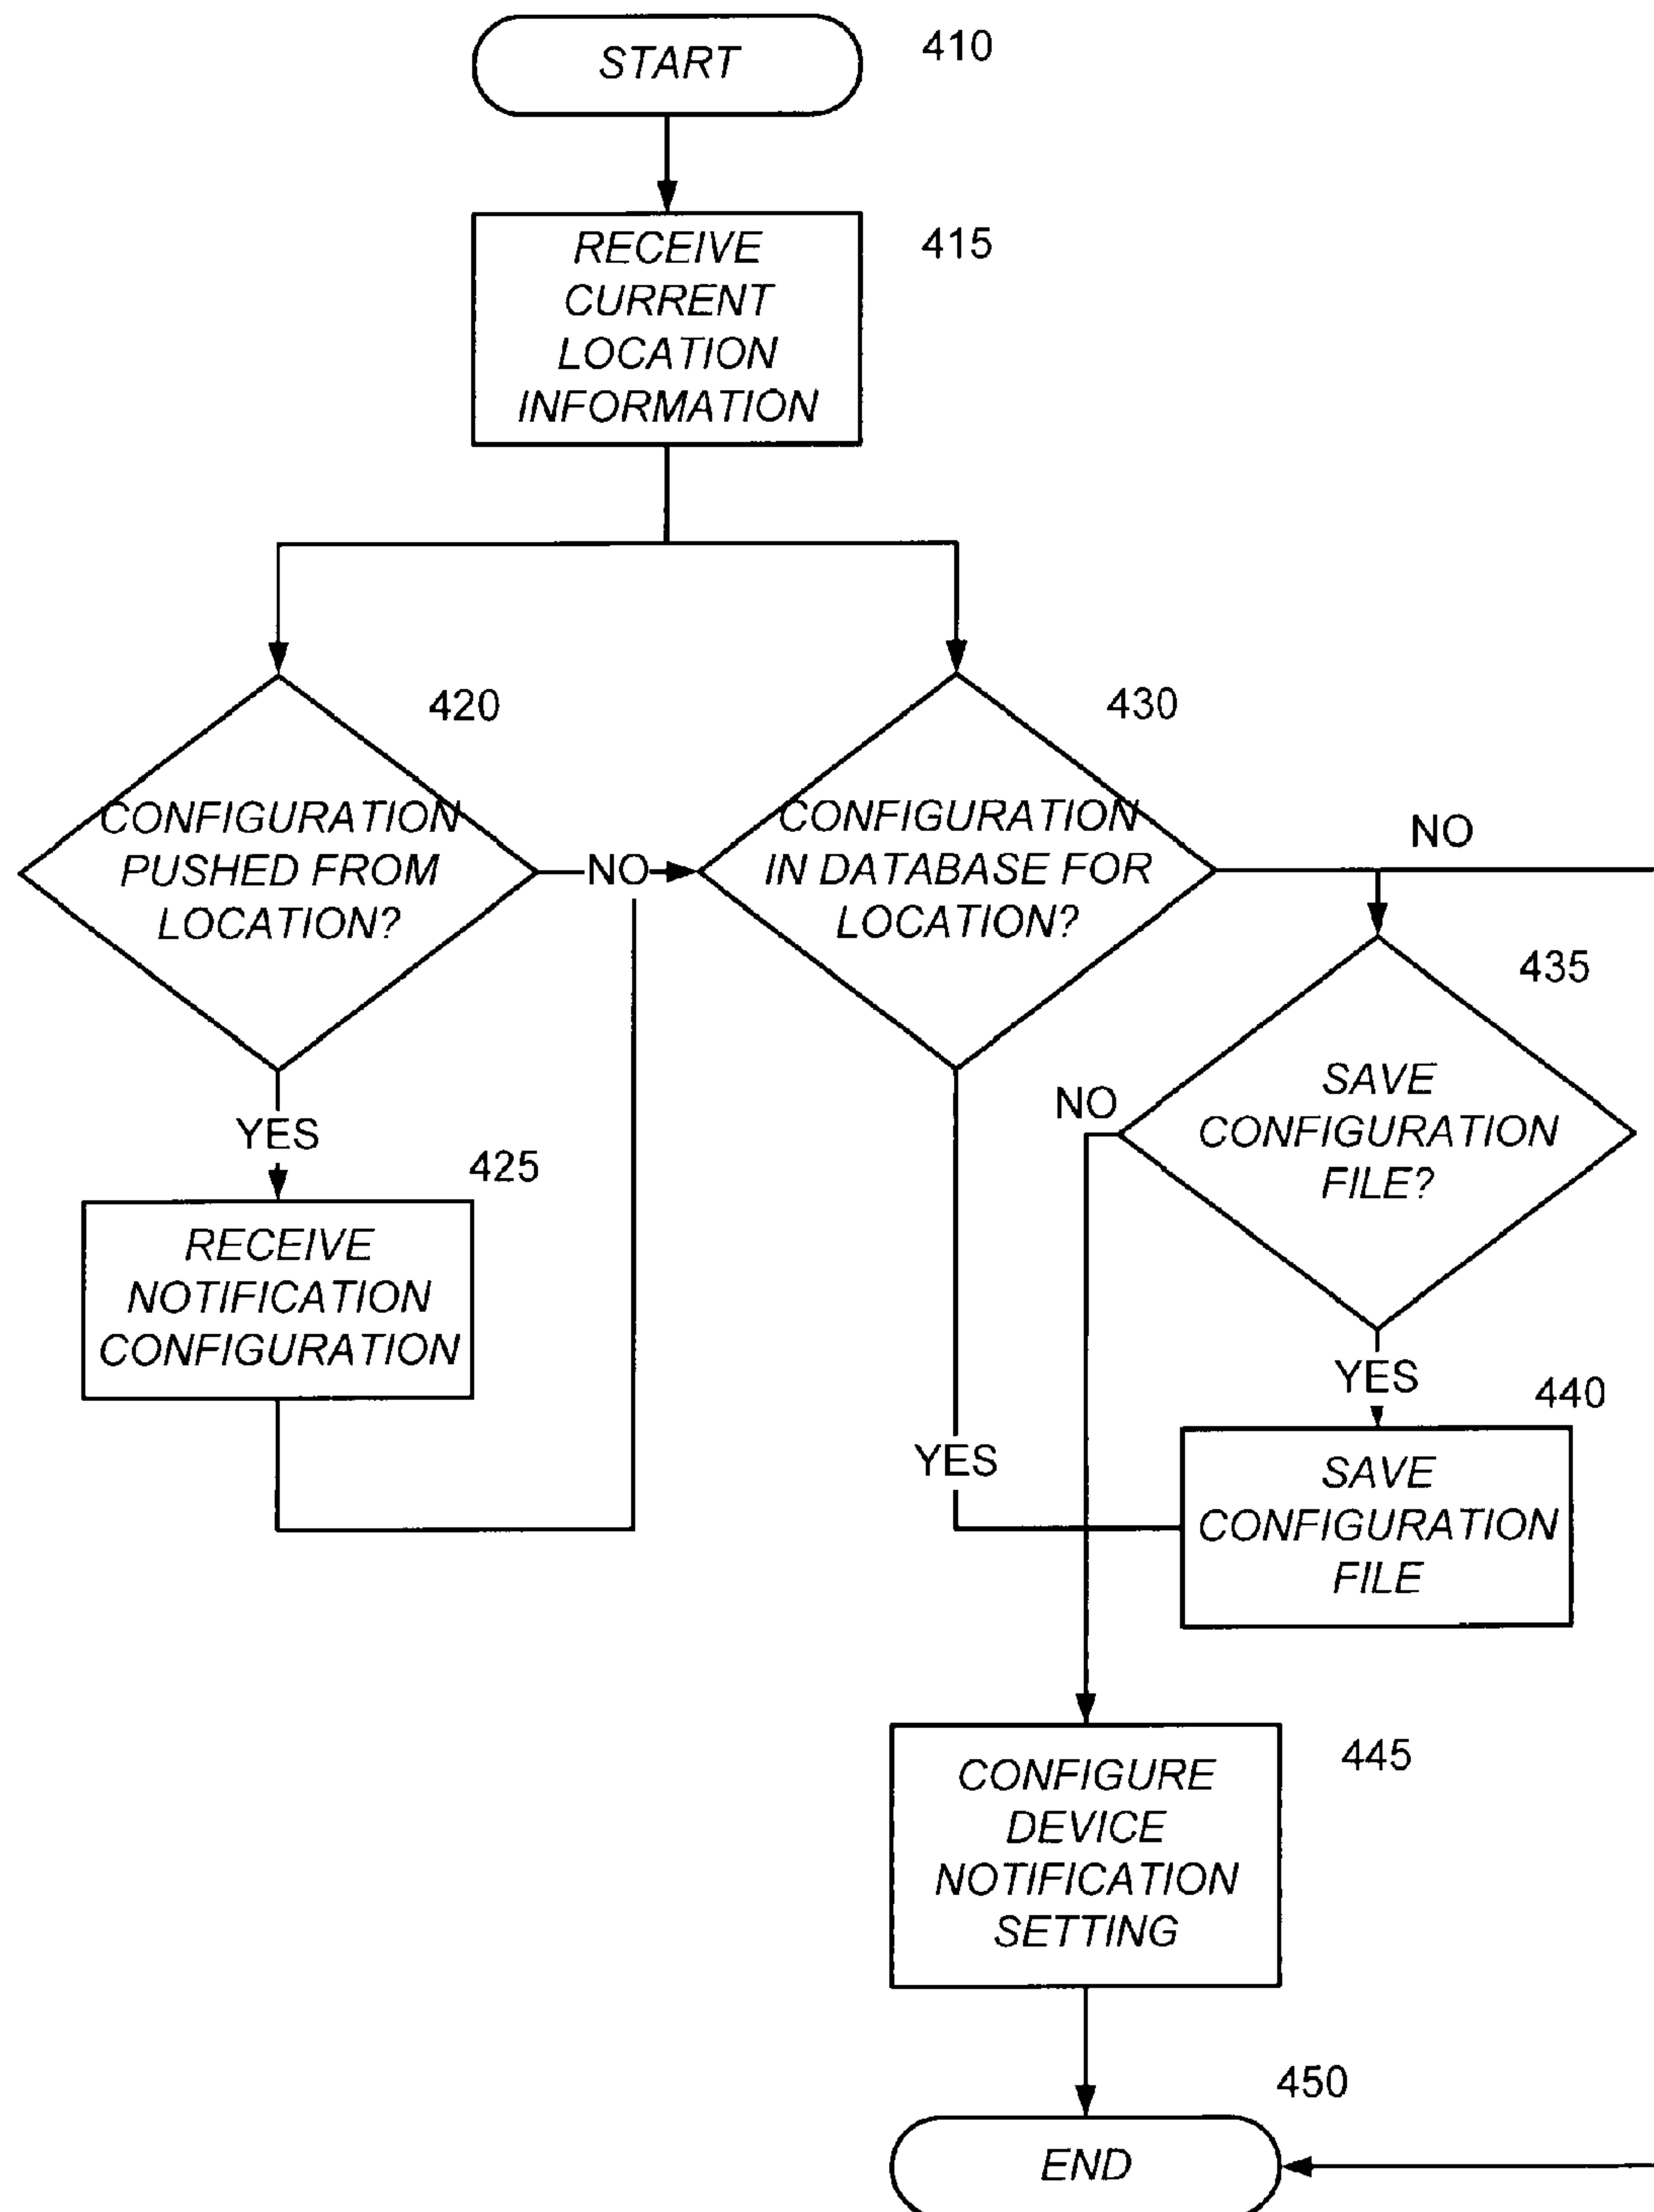 START
410
RECEIVE
CURRENT
LOCATION
INFORMATION
415
420
CONFIGURATION
PUSHED FROM
LOCATION?
NO
430
CONFIGURATION
IN DATABASE FOR
LOCATION?
NO
435
SAVE
CONFIGURATION
FILE?
NO
YES
425
RECEIVE
NOTIFICATION
CONFIGURATION
YES
YES
440
SAVE
CONFIGURATION
FILE
445
CONFIGURE
DEVICE
NOTIFICATION
SETTING
450
END